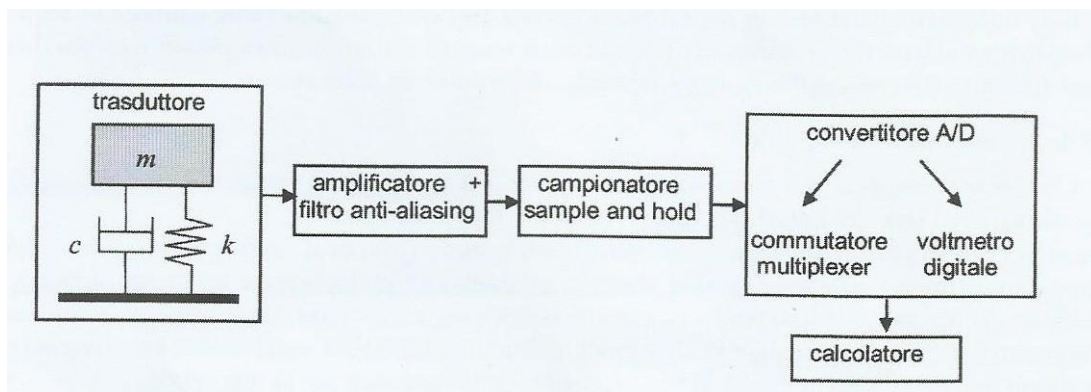 trasduttore
m
c
k
amplificatore +
filtro anti-aliasing
campionatore
sample and hold
convertitore A/D
commutatore
multiplexer
voltmetro
digitale
calcolatore